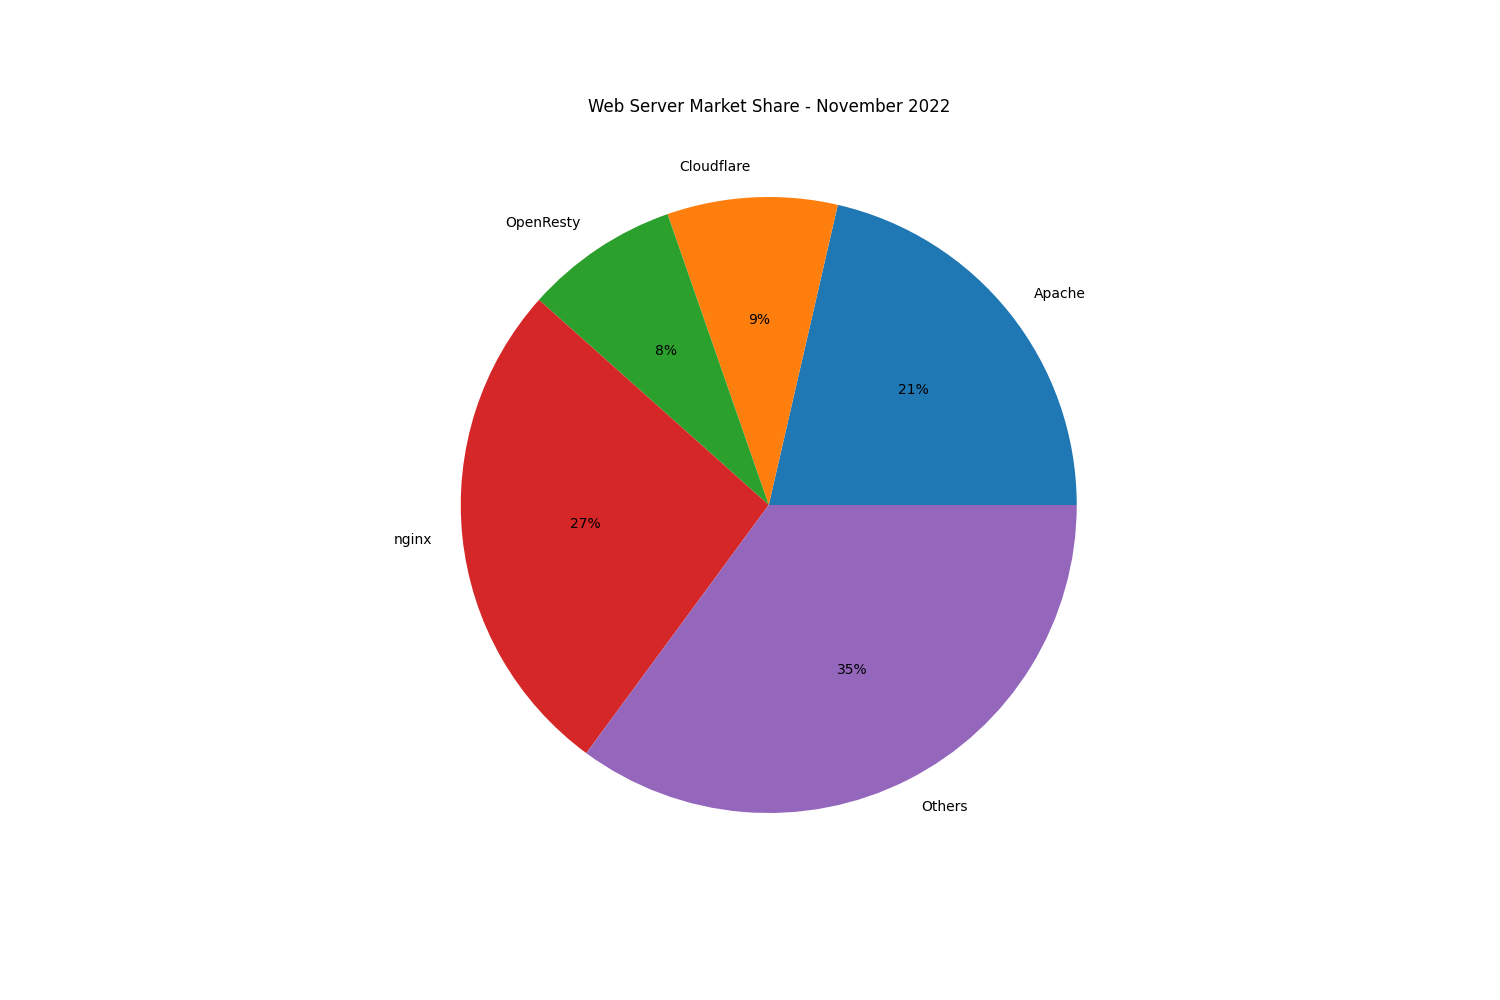 Web Server Market Share - November 2022
Cloudflare
OpenResty
Apache
9%
8%
21%
27%
nginx
35%
Others